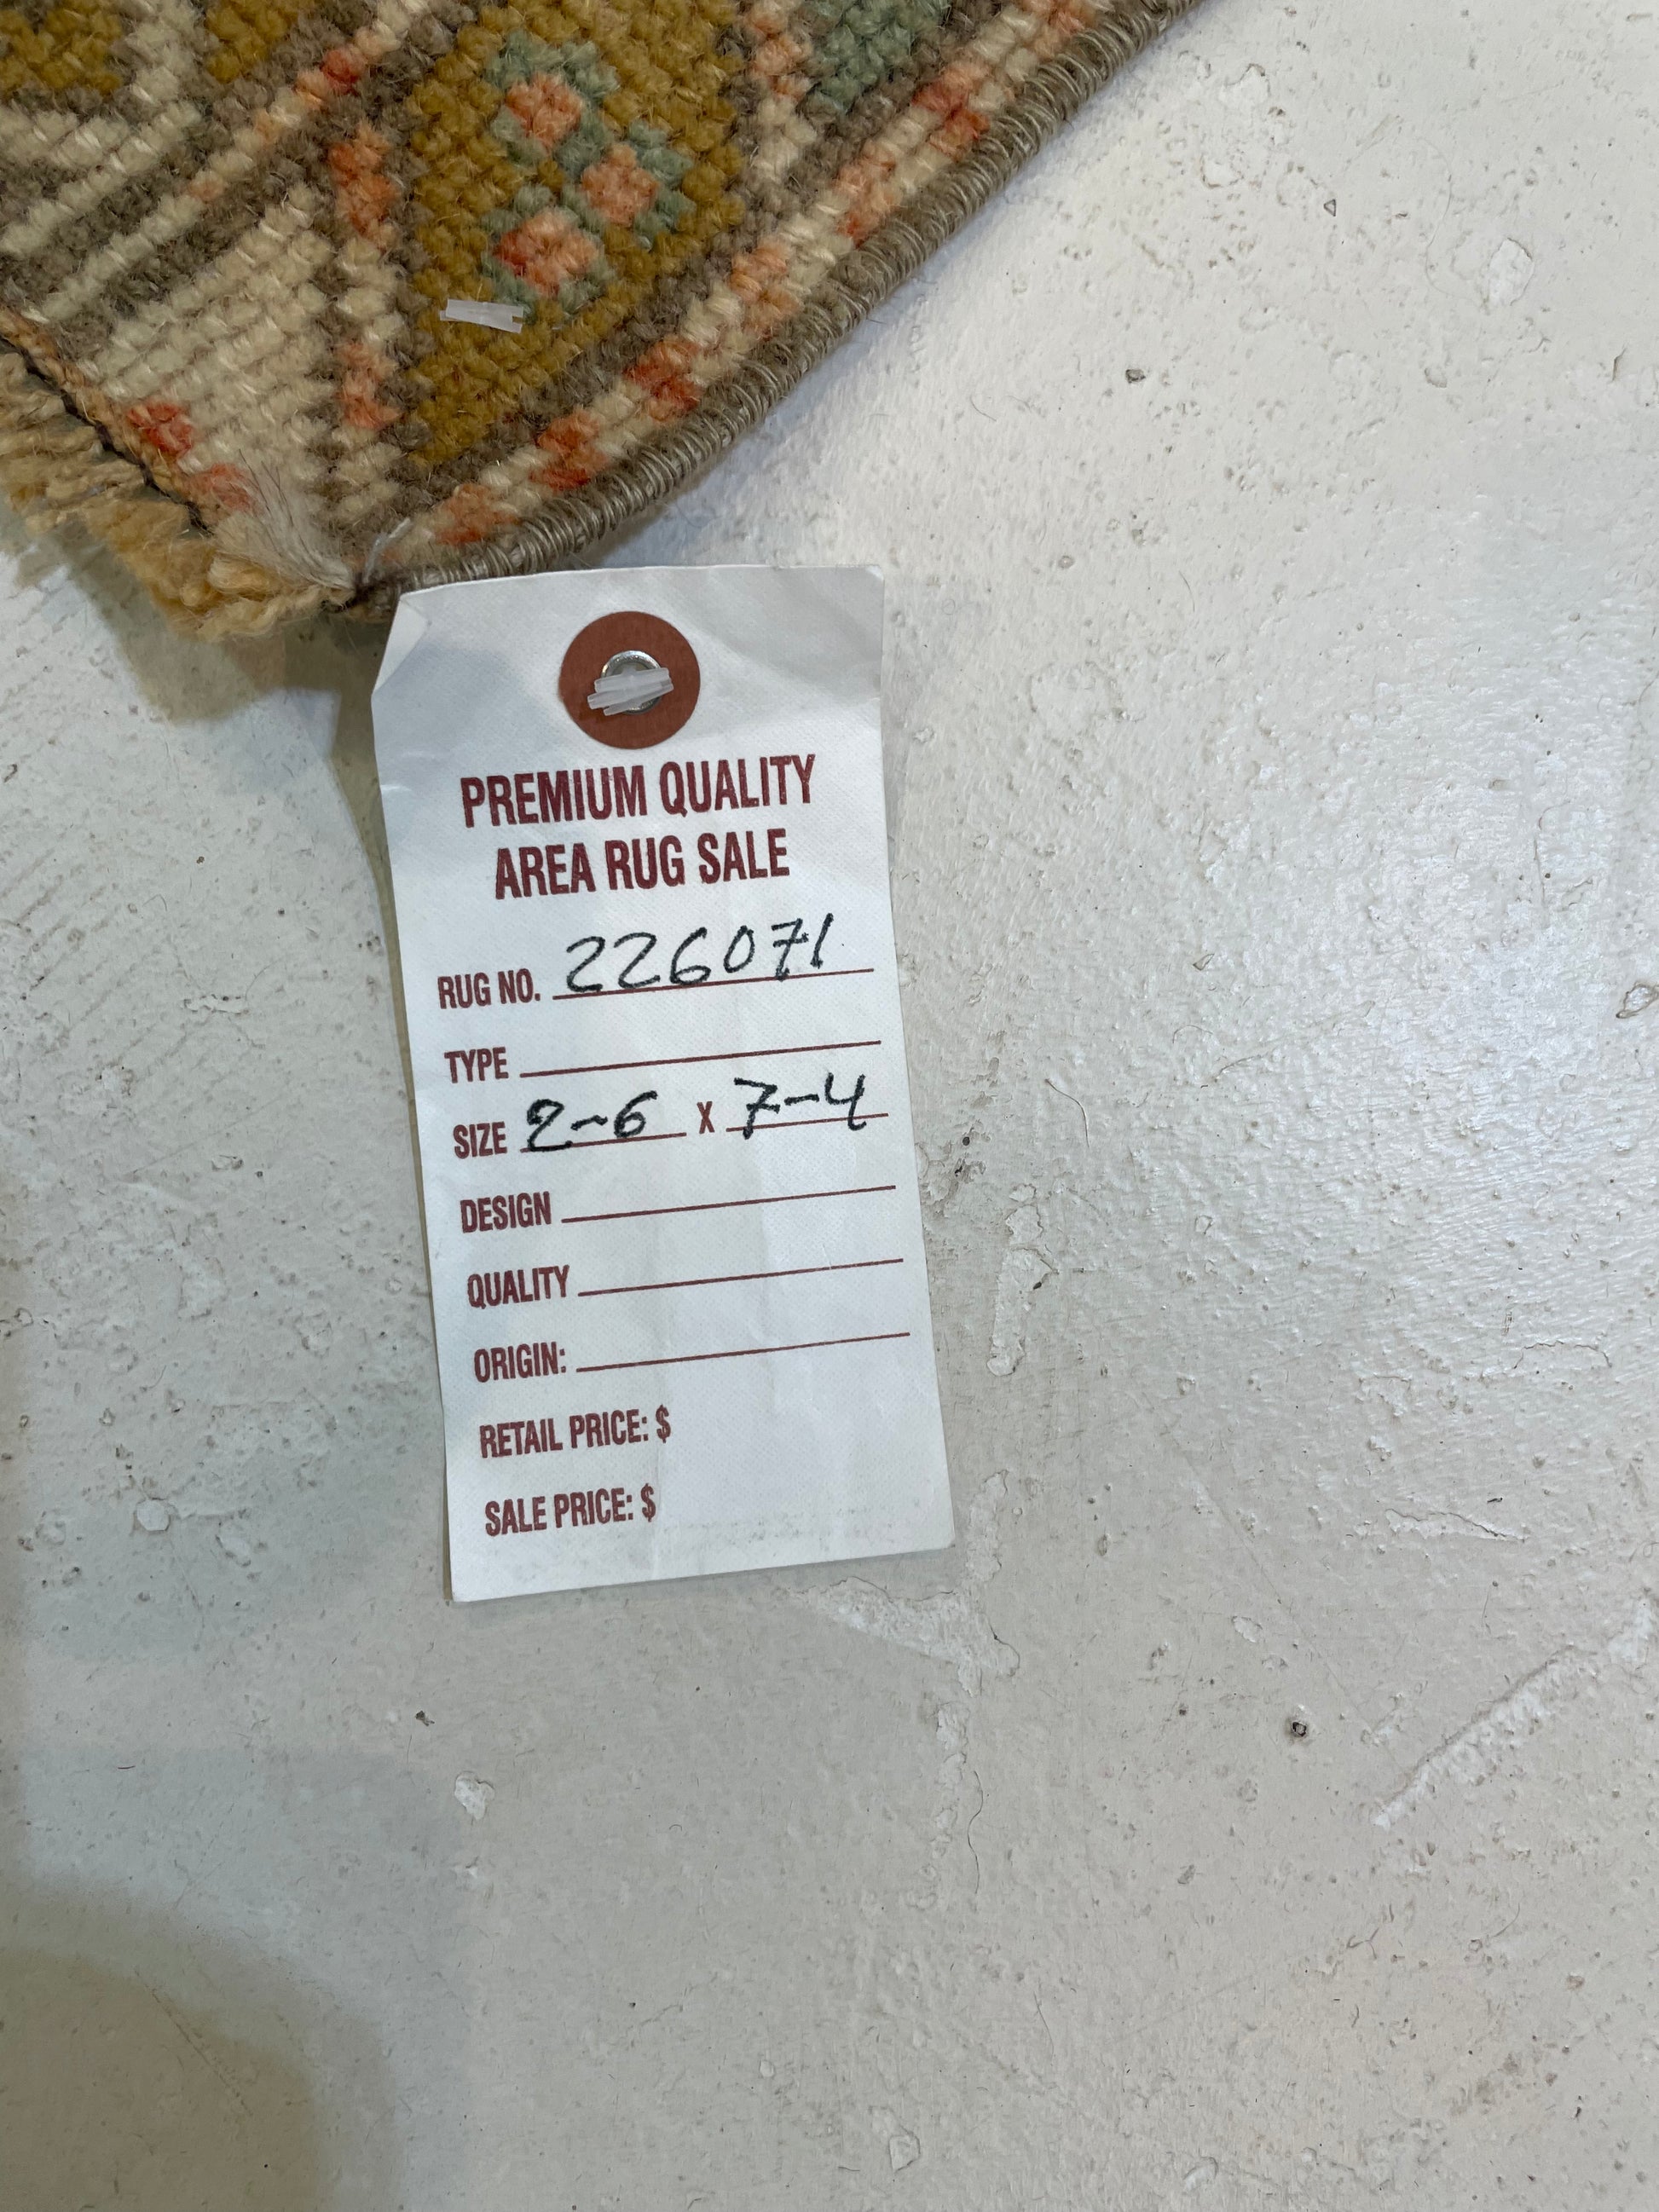 PREMIUM QUALITY
AREA RUG SALE
RUG NO. 226071
TYPE
SIZE 2-6 X 7-4
DESIGN
QUALITY
ORIGIN:
RETAIL PRICE: $
SALE PRICE: $